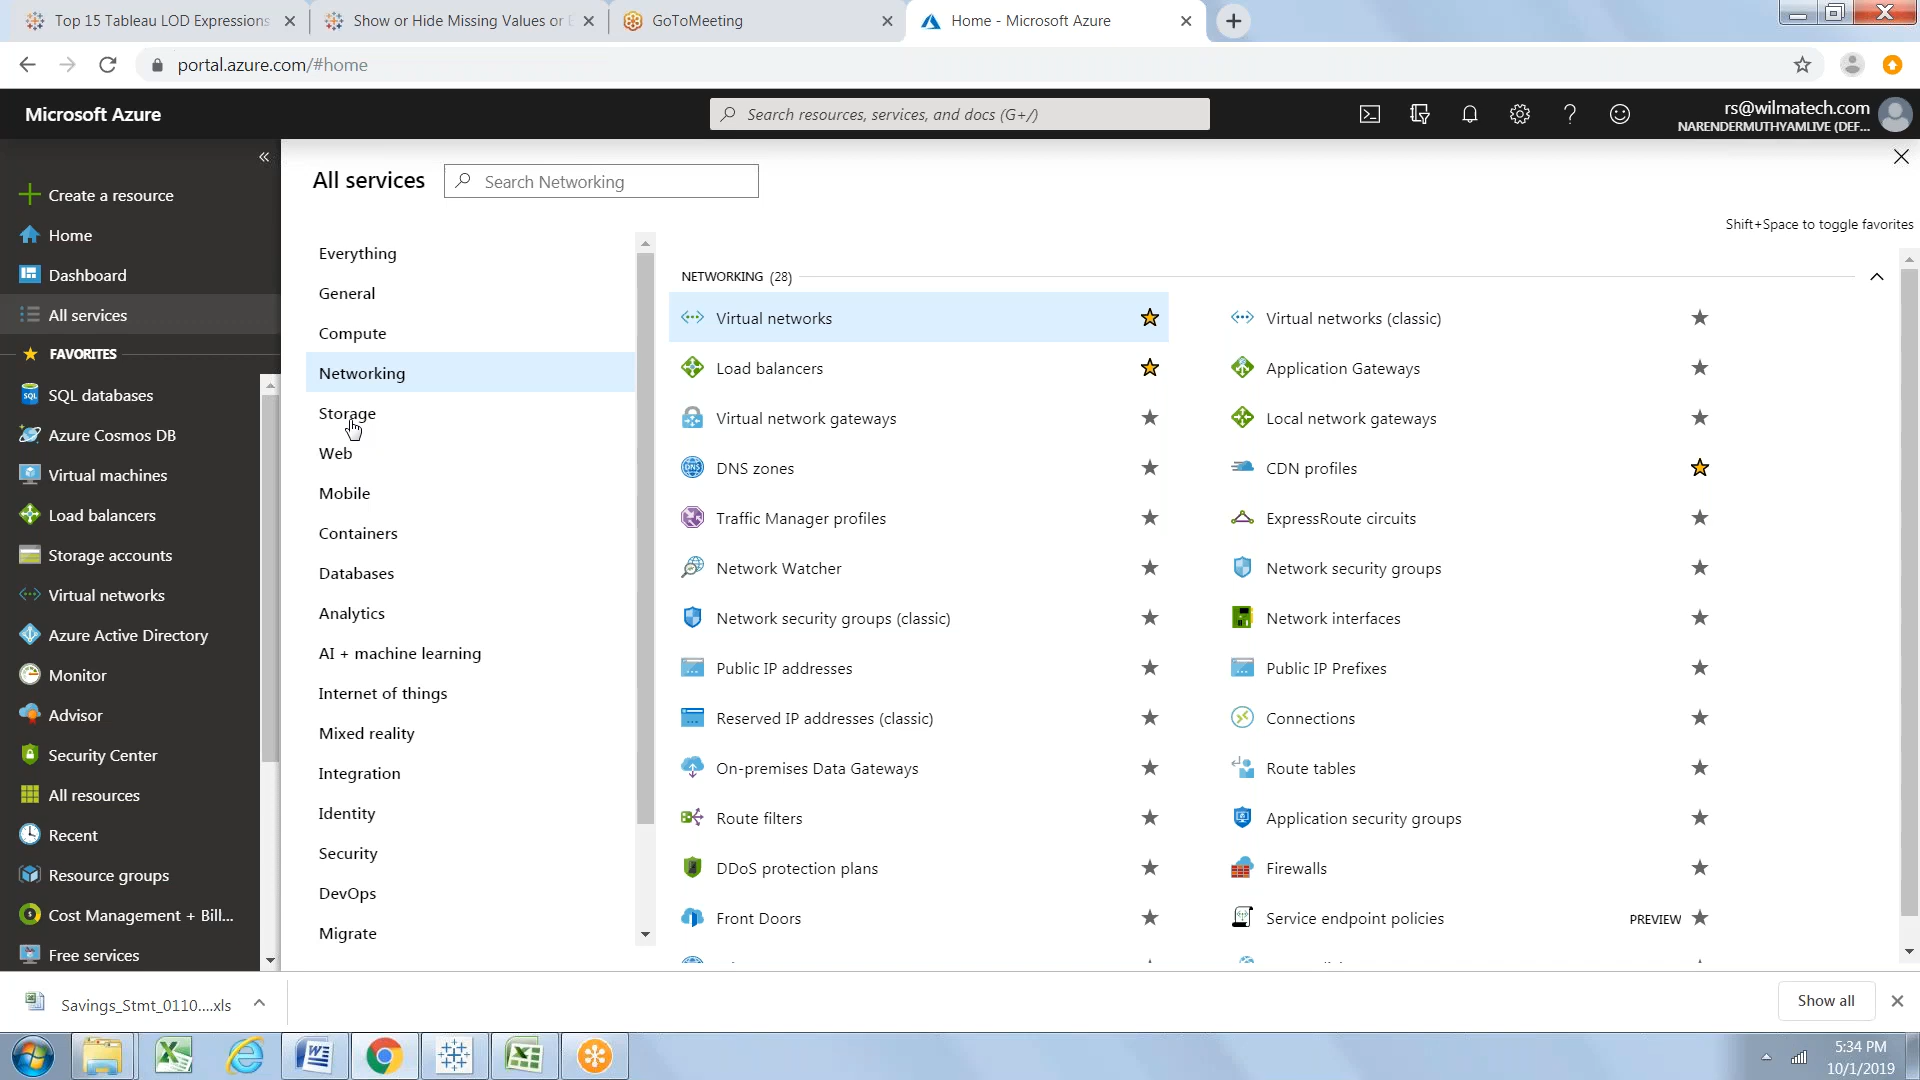 Top 15 Tableau LOD Expressions
Show or Hide Missing Values or E
GoToMeeting
Home - Microsoft Azure
portal.azure.com/#home
Microsoft Azure
Search resources, services, and docs (G+/)
rs@wilmatech.com
NARENDERMUTHYAMLIVE (DEF...
Create a resource
Home
Dashboard
All services
FAVORITES
SQL databases
Azure Cosmos DB
Virtual machines
Load balancers
Storage accounts
Virtual networks
Azure Active Directory
Monitor
Advisor
Security Center
All resources
Recent
Resource groups
Cost Management + Bill...
Free services
All services
Search Networking
Shift+Space to toggle favorites
Everything
General
Compute
Networking
Storage
Web
Mobile
Containers
Databases
Analytics
AI + machine learning
Internet of things
Mixed reality
Integration
Identity
Security
DevOps
Migrate
NETWORKING (28)
Virtual networks
Virtual networks (classic)
Load balancers
Application Gateways
Virtual network gateways
Local network gateways
DNS zones
CDN profiles
Traffic Manager profiles
ExpressRoute circuits
Network Watcher
Network security groups
Network security groups (classic)
Network interfaces
Public IP addresses
Public IP Prefixes
Reserved IP addresses (classic)
Connections
On-premises Data Gateways
Route tables
Route filters
Application security groups
DDoS protection plans
Firewalls
Front Doors
Service endpoint policies PREVIEW
Savings_Stmt_0110....xls
Show all
5:34 PM
10/1/2019